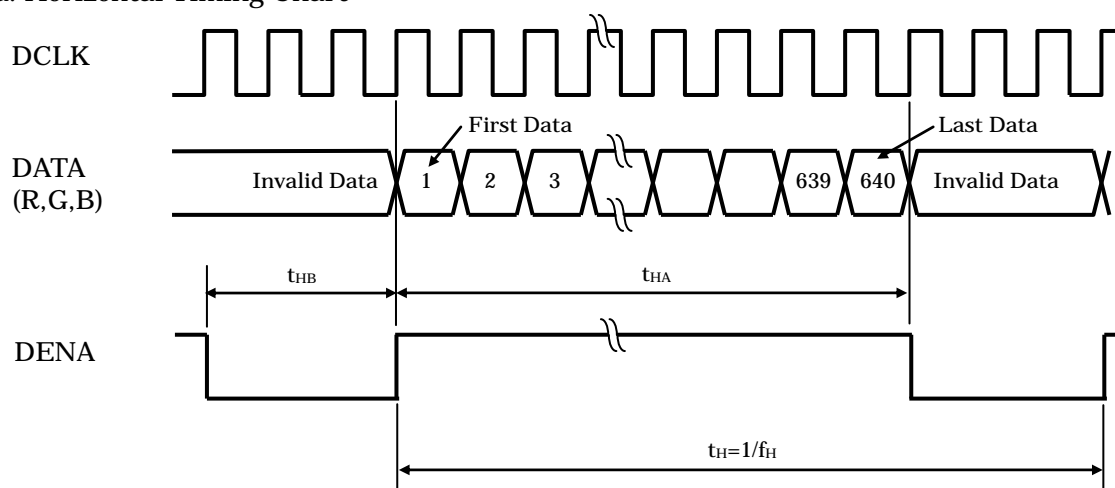 a. Horizontal Timing Chart
DCLK
First Data
Last Data
DATA
(R,G,B)
Invalid Data
1
2
3
639
640
Invalid Data
tHB
tHA
DENA
tH=1/fH